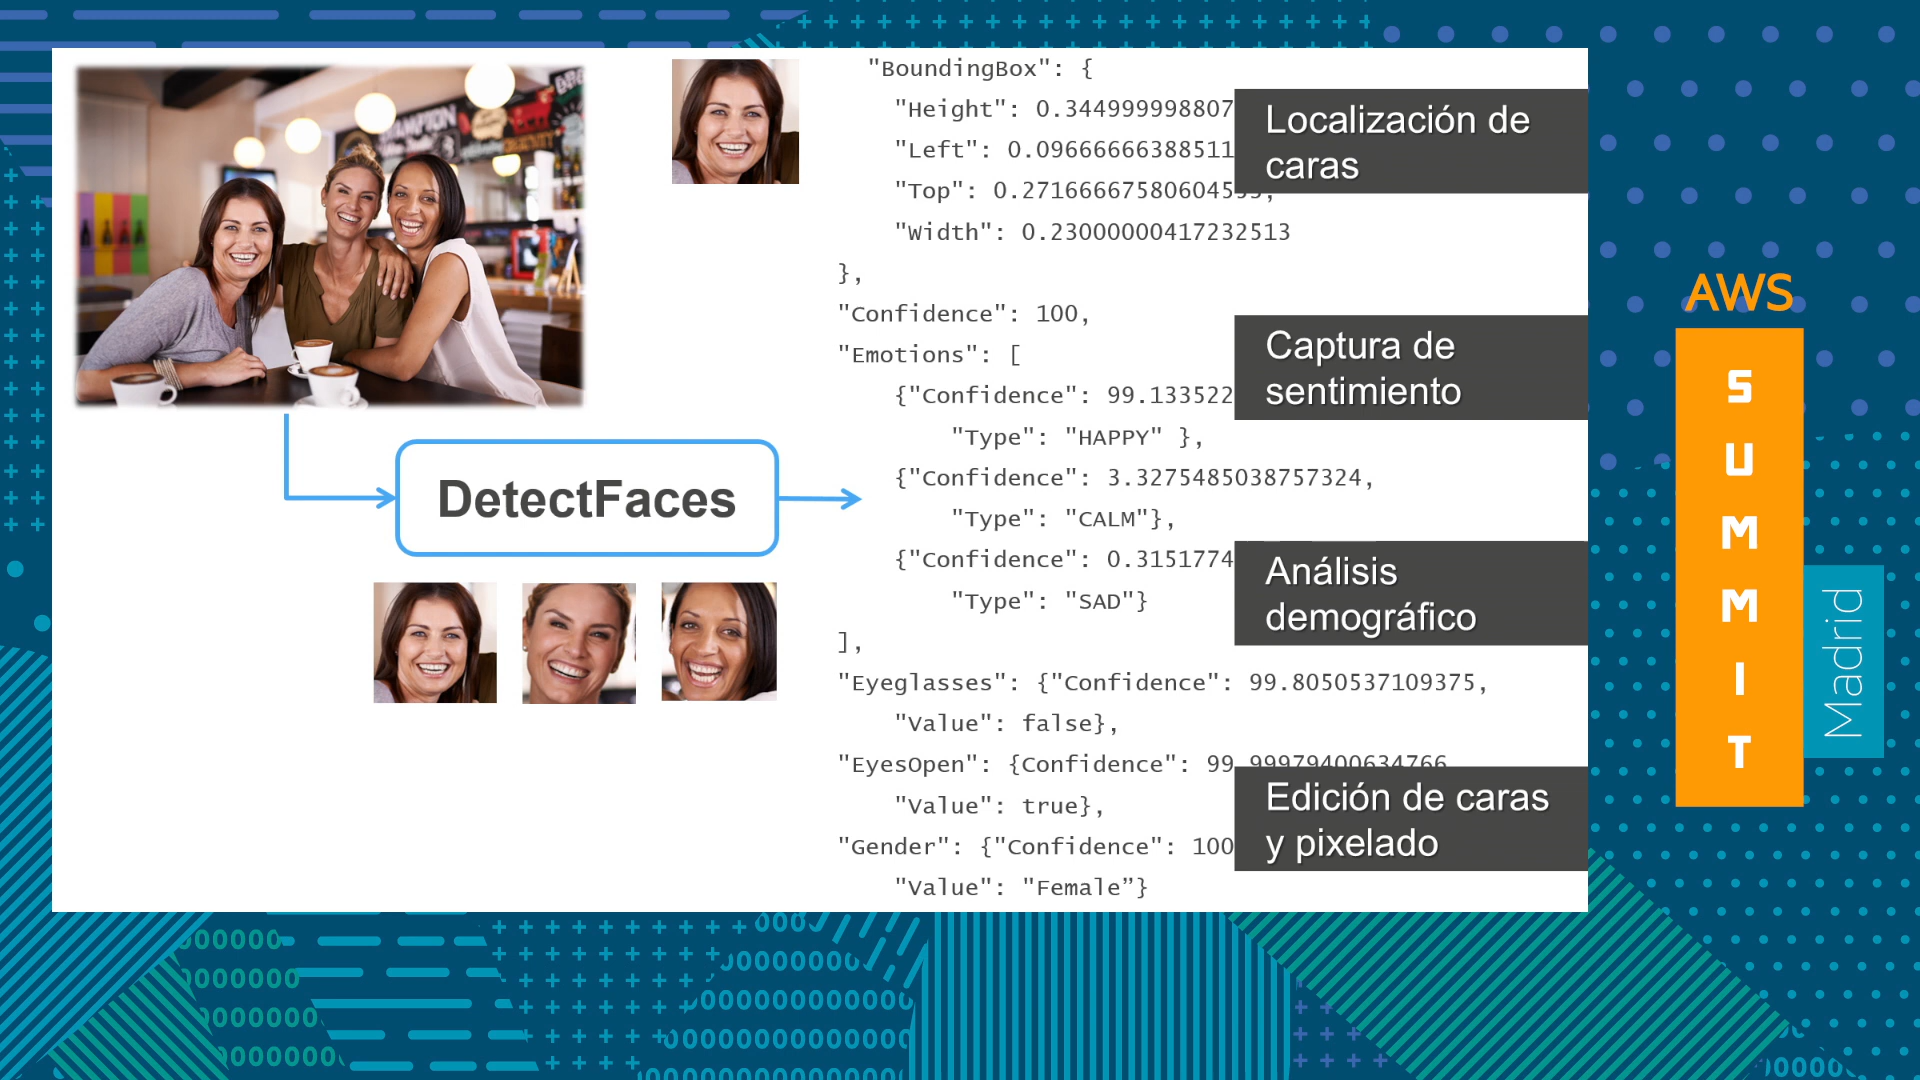 "BoundingBox": {
"Height": 0.344999998807
"Left": 0.09666666388511
"Top": 0.27166667580604
"Width": 0.23000000417232513
},
"Confidence": 100,
"Emotions": [
{"Confidence": 99.133522
"Type": "HAPPY" },
{"Confidence": 3.3275485038757324,
"Type": "CALM"},
{"Confidence": 0.3151774
"Type": "SAD"}
],
"Eyeglasses": {"Confidence": 99.8050537109375,
"Value": false},
"EyesOpen": {Confidence": 99.99979400634766
"Value": true},
"Gender": {"Confidence": 100
"Value": "Female”}
Localización de
caras
Captura de
sentimiento
Análisis
demográfico
Edición de caras
y pixelado
DetectFaces
AWS
SUMMIT
Madrid